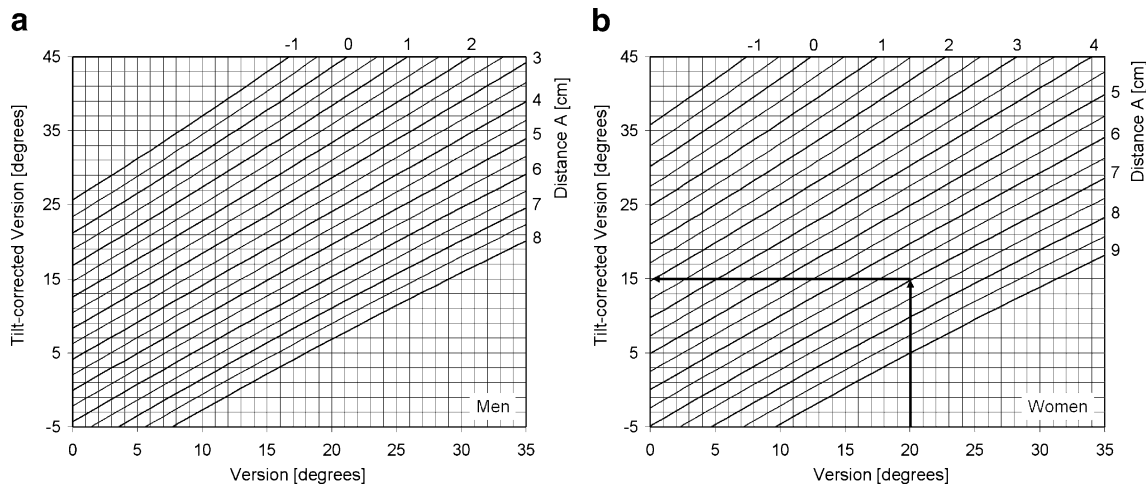 a
-1 0 1 2
45 35 25 15 5 -5
Tilt-corrected Version [degrees]
3
4
5
6
7
8
Distance A [cm]
Men
0 5 10 15 20 25 30 35
Version [degrees]
b
-1 0 1 2 3 4
45 35 25 15 5 -5
Tilt-corrected Version [degrees]
5
6
7
8
9
Distance A [cm]
Women
0 5 10 15 20 25 30 35
Version [degrees]